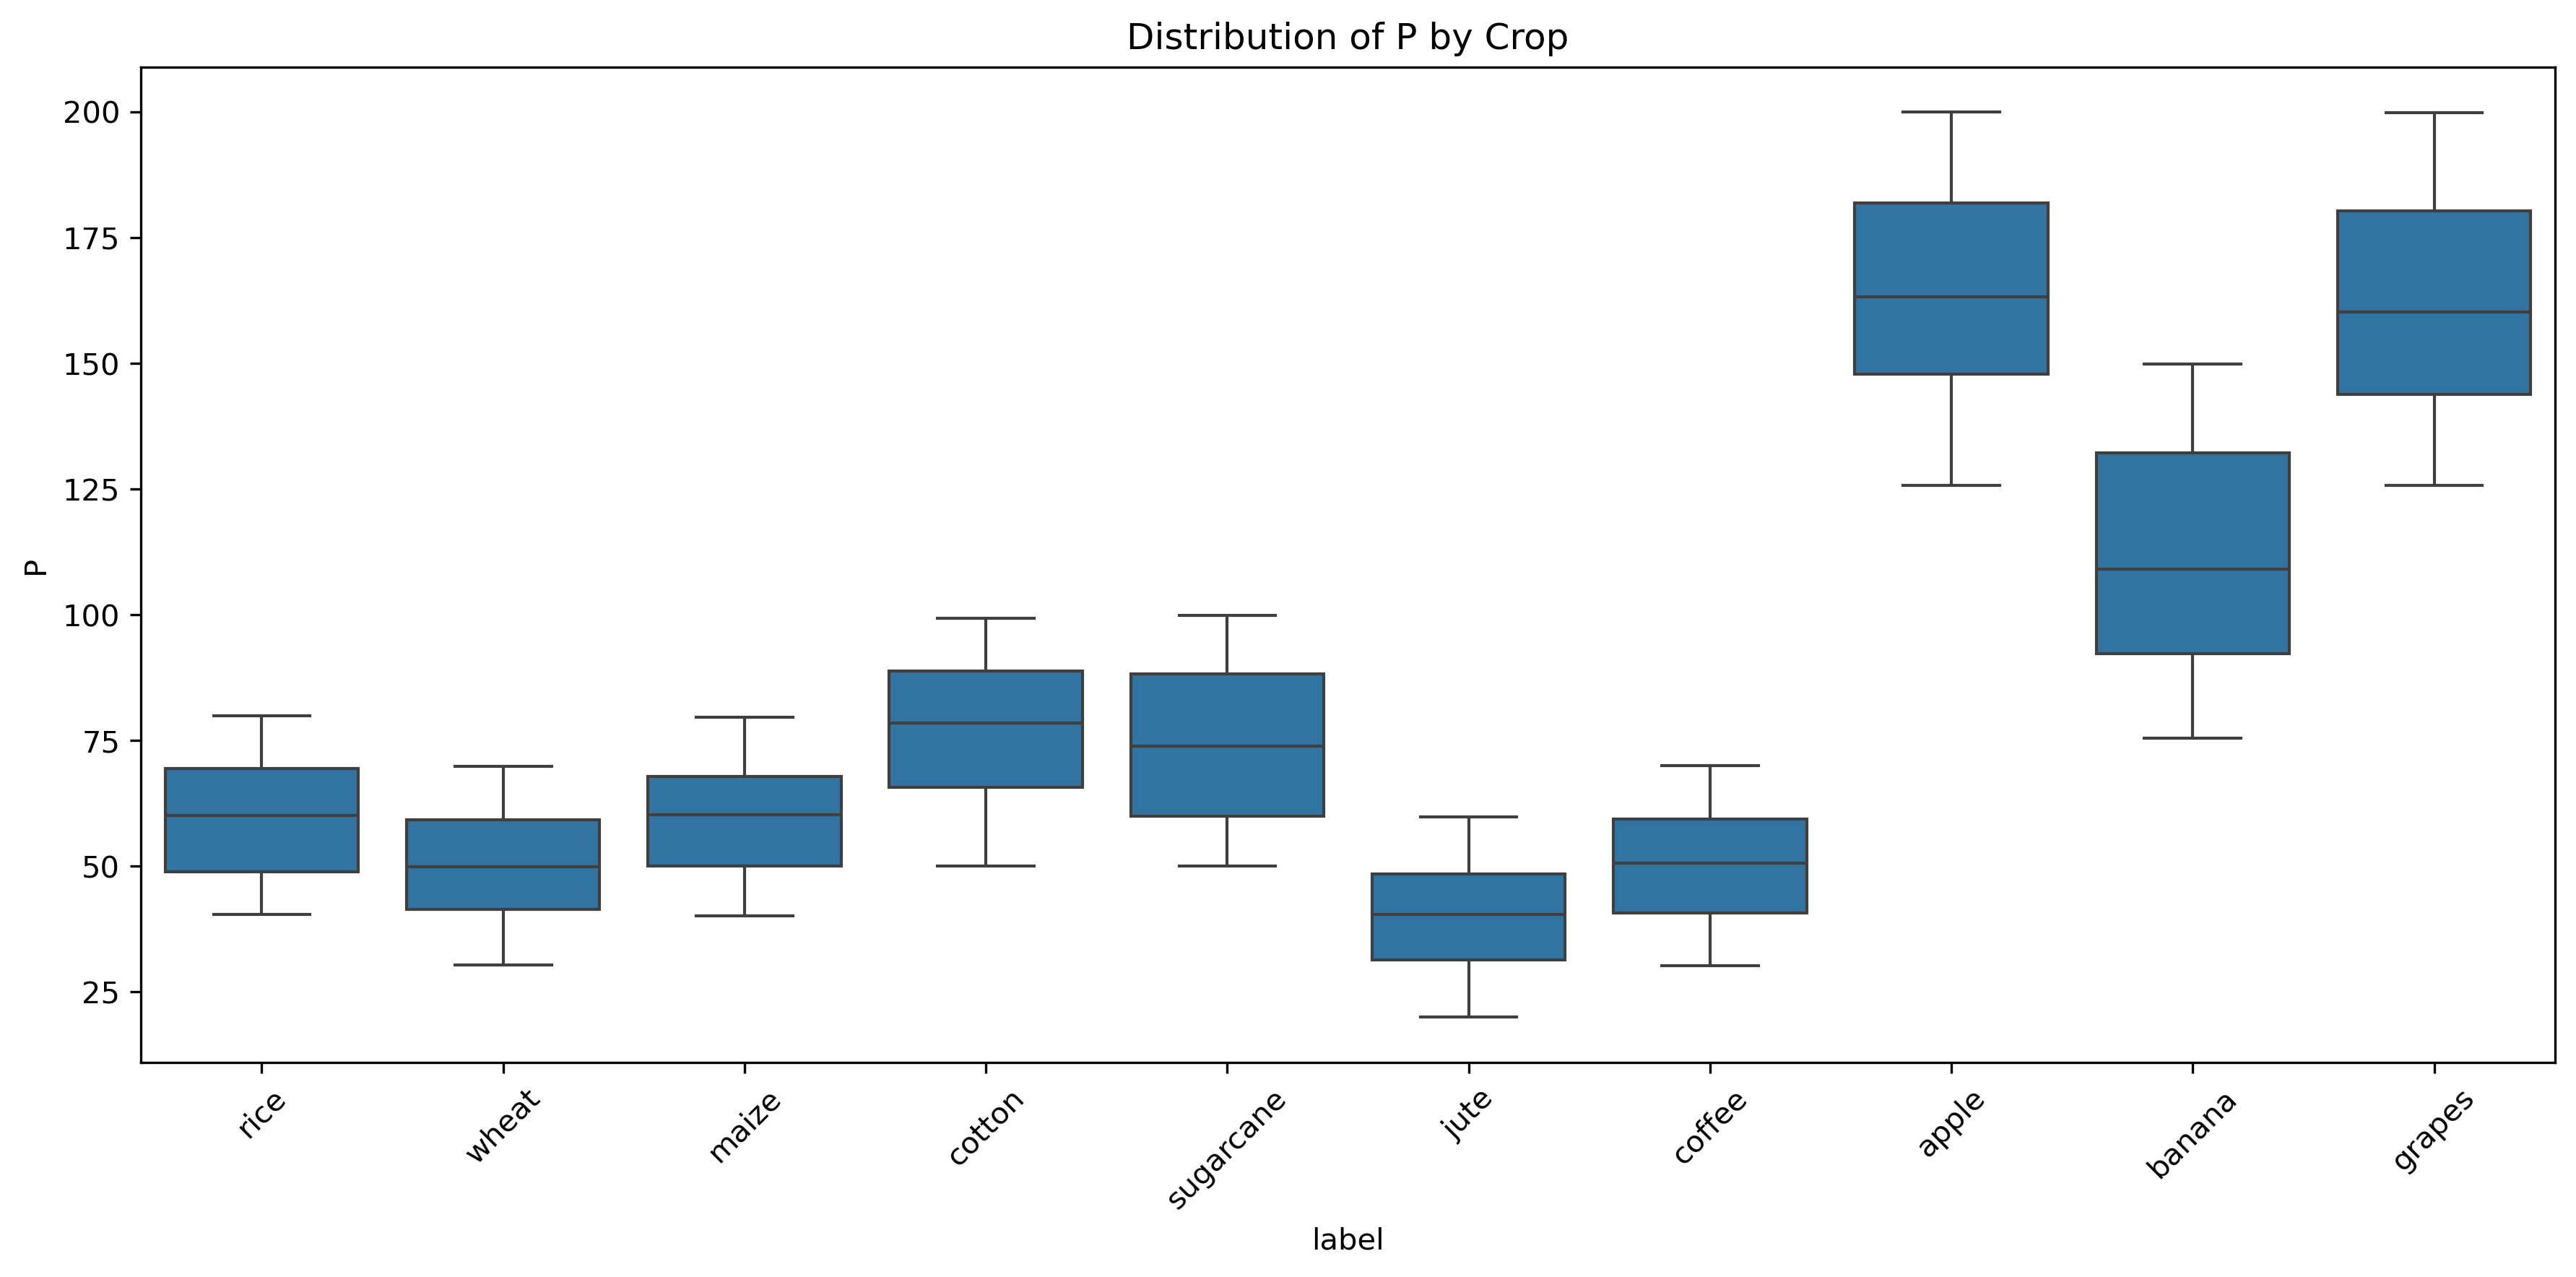 Distribution of P by Crop
200
175
150
125
100
75
50
25
P
rice
wheat
maize
cotton
sugarcane
jute
coffee
apple
banana
grapes
label